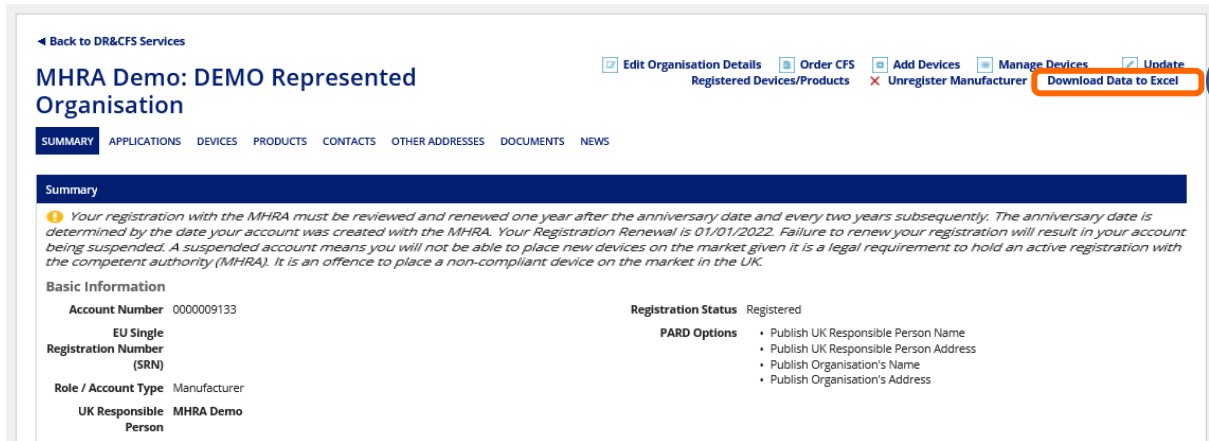 Back to DR&CFS Services
MHRA Demo: DEMO Represented
Organisation
Edit Organisation Details Order CFS Add Devices Manage Devices Update
Registered Devices/Products Unregister Manufacturer Download Data to Excel
SUMMARY APPLICATIONS DEVICES PRODUCTS CONTACTS OTHER ADDRESSES DOCUMENTS NEWS
Summary
Your registration with the MHRA must be reviewed and renewed one year after the anniversary date and every two years subsequently. The anniversary date is
determined by the date your account was created with the MHRA. Your Registration Renewal is 01/01/2022. Failure to renew your registration will result in your account
being suspended. A suspended account means you will not be able to place new devices on the market given it is a legal requirement to hold an active registration with
the competent authority (MHRA). It is an offence to place a non-compliant device on the market in the UK.
Basic Information
Account Number 0000009133
EU Single
Registration Number
(SRN)
Role / Account Type Manufacturer
UK Responsible MHRA Demo
Person
Registration Status Registered
PARD Options • Publish UK Responsible Person Name
• Publish UK Responsible Person Address
• Publish Organisation's Name
• Publish Organisation's Address